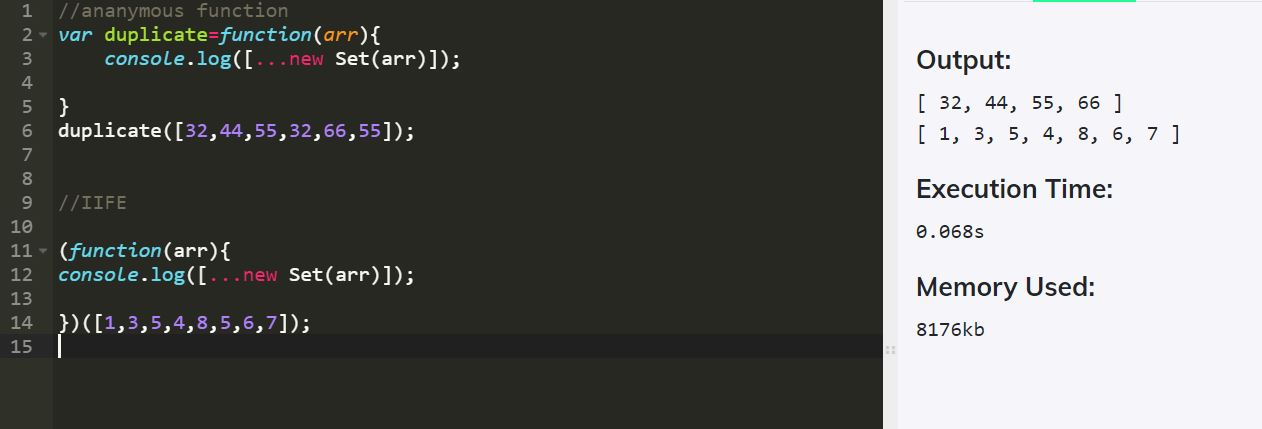 1 //ananymous function
2 var duplicate=function(arr){
3     console.log([...new Set(arr)]);
4
5 }
6 duplicate([32,44,55,32,66,55]);
7
8
9 //IIFE
10
11 (function(arr){
12 console.log([...new Set(arr)]);
13
14 })([1,3,5,4,8,5,6,7]);
15
Output:
[ 32, 44, 55, 66 ]
[ 1, 3, 5, 4, 8, 6, 7 ]
Execution Time:
0.068s
Memory Used:
8176kb